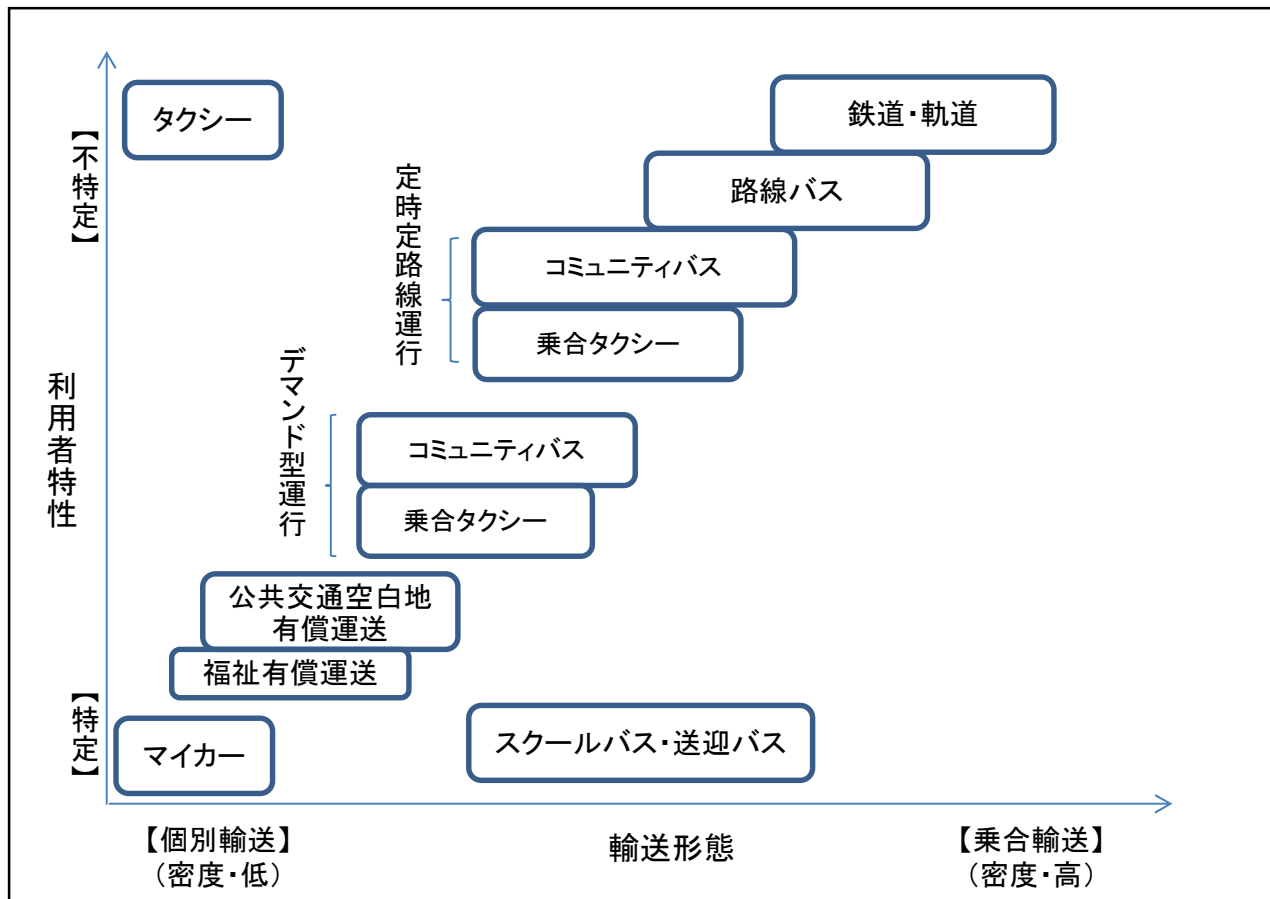 タクシー
鉄道・軌道
【不特定】
路線バス
定時定路線運行
コミュニティバス
乗合タクシー
デマンド型運行
利用者特性
コミュニティバス
乗合タクシー
公共交通空白地
有償運送
福祉有償運送
【特定】
マイカー
スクールバス・送迎バス
【個別輸送】
(密度・低)
輸送形態
【乗合輸送】
(密度・高)